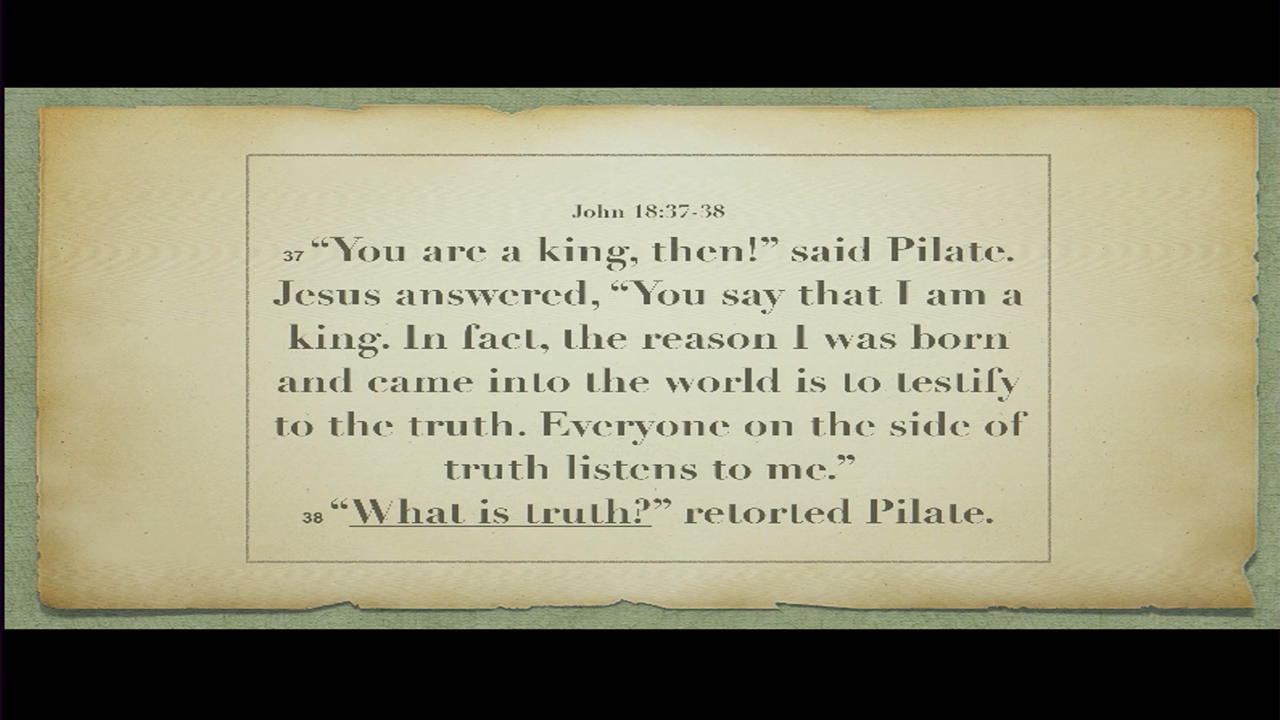 John 18:37-38
37 “You are a king, then!” said Pilate.
Jesus answered, “You say that I am a
king. In fact, the reason I was born
and came into the world is to testify
to the truth. Everyone on the side of
truth listens to me.”
38 “What is truth?” retorted Pilate.